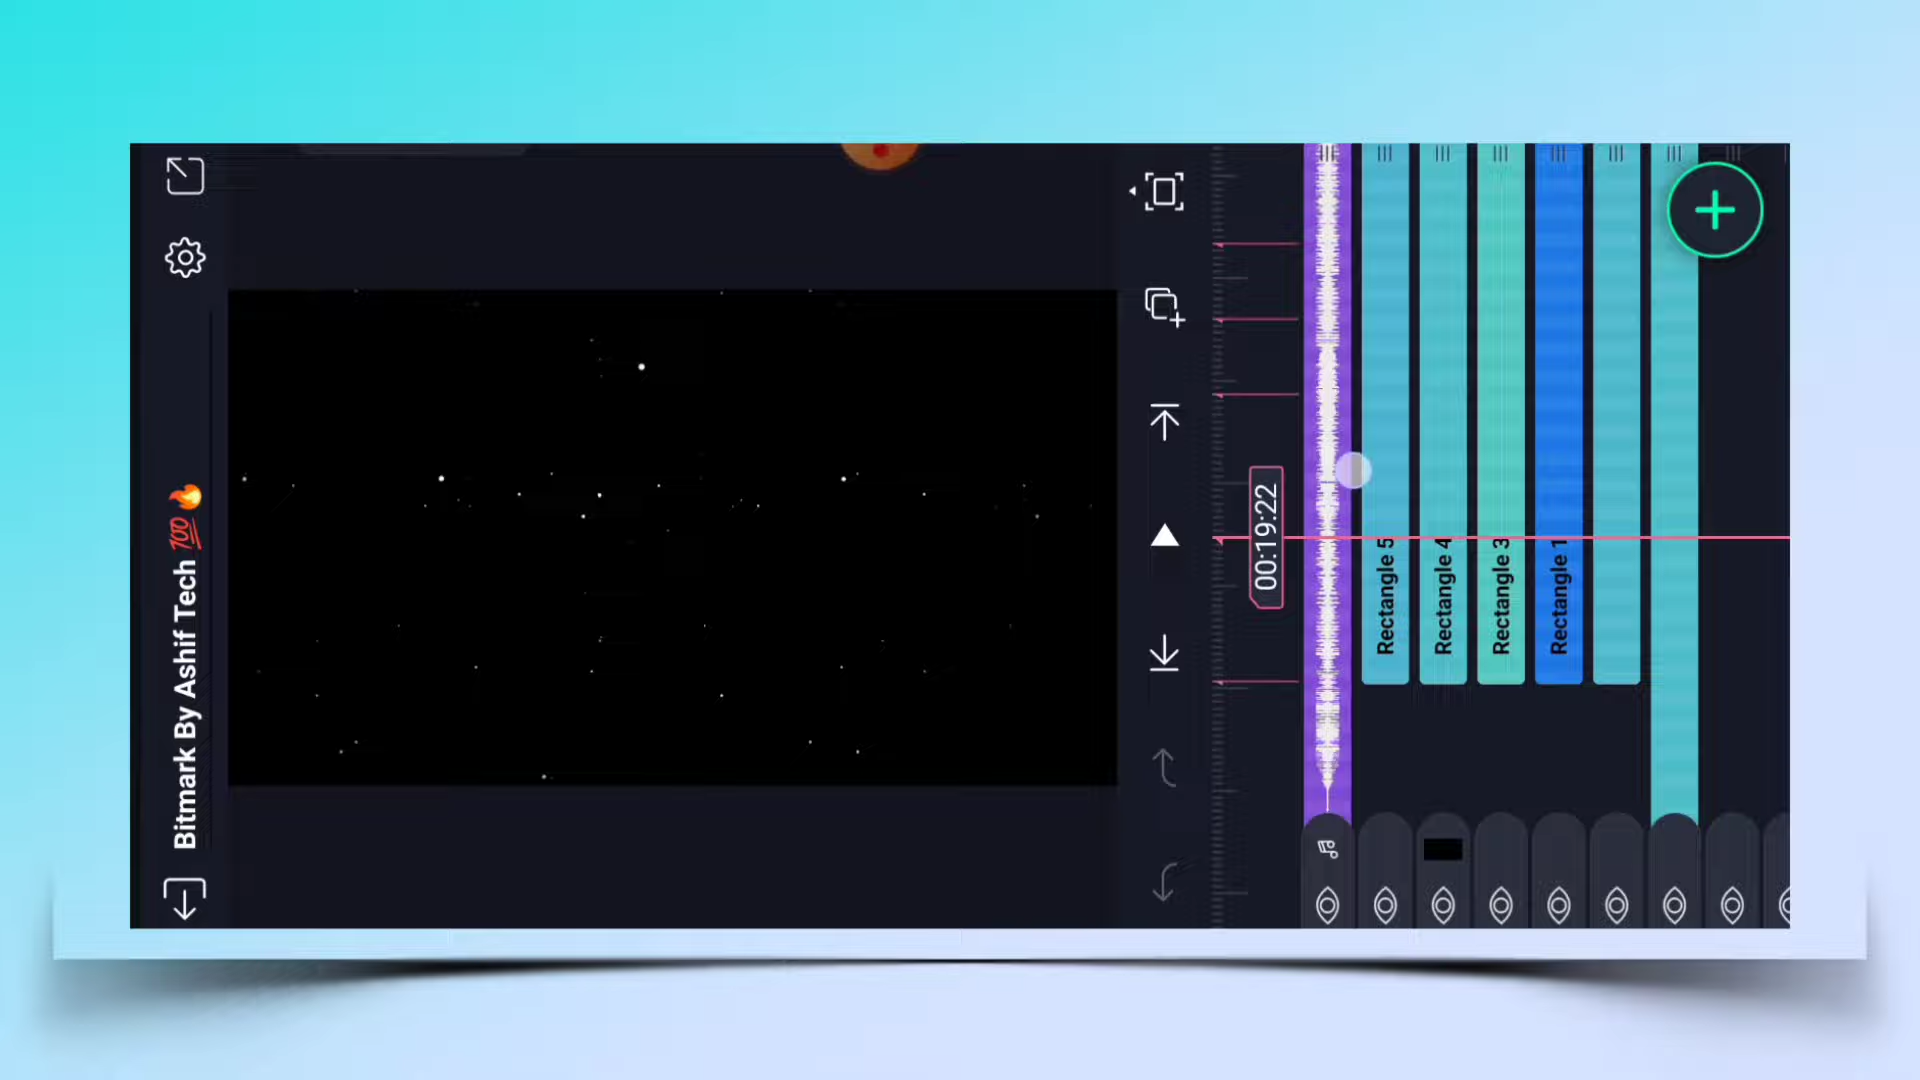 Bitmark By Ashif Tech 💯🔥
00:19:22
Rectangle 5
Rectangle 4
Rectangle 3
Rectangle 1